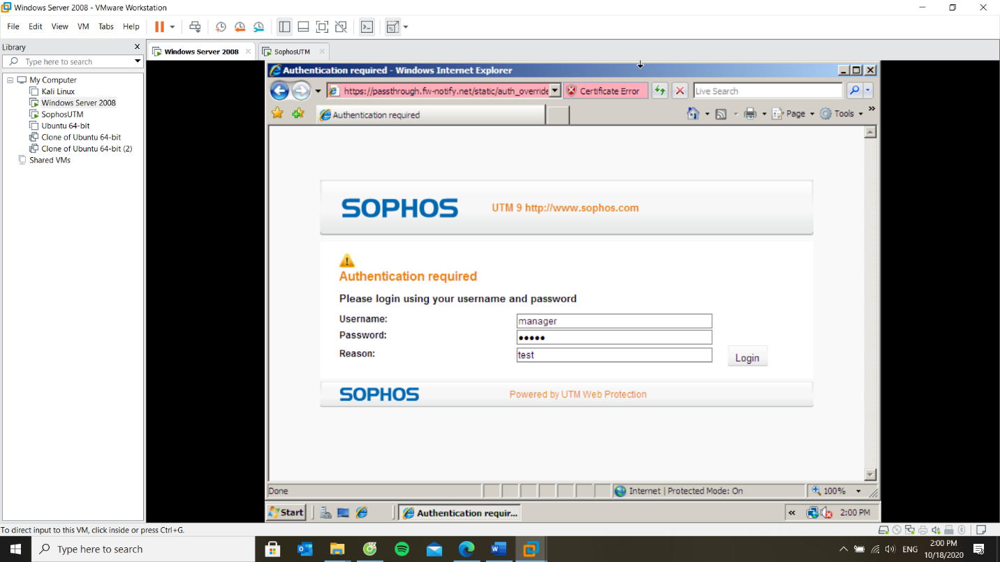 Windows Server 2008 - VMware Workstation
File Edit View VM Tabs Help
Library
Type here to search
My Computer
Kali Linux
Windows Server 2008
SophosUTM
Ubuntu 64-bit
Clone of Ubuntu 64-bit
Clone of Ubuntu 64-bit (2)
Shared VMs
Windows Server 2008
SophosUTM
Authentication required - Windows Internet Explorer
https://passthrough.fw-notify.net/static/auth_override
Certificate Error
Live Search
Authentication required
Page
Tools
SOPHOS
UTM 9 http://www.sophos.com
Authentication required
Please login using your username and password
Username:
manager
Password:
•••••
Reason:
test
Login
SOPHOS
Powered by UTM Web Protection
Done
Internet | Protected Mode: On
100%
Start
Authentication requir...
2:00 PM
To direct input to this VM, click inside or press Ctrl+G.
Type here to search
ENG
2:00 PM
10/18/2020